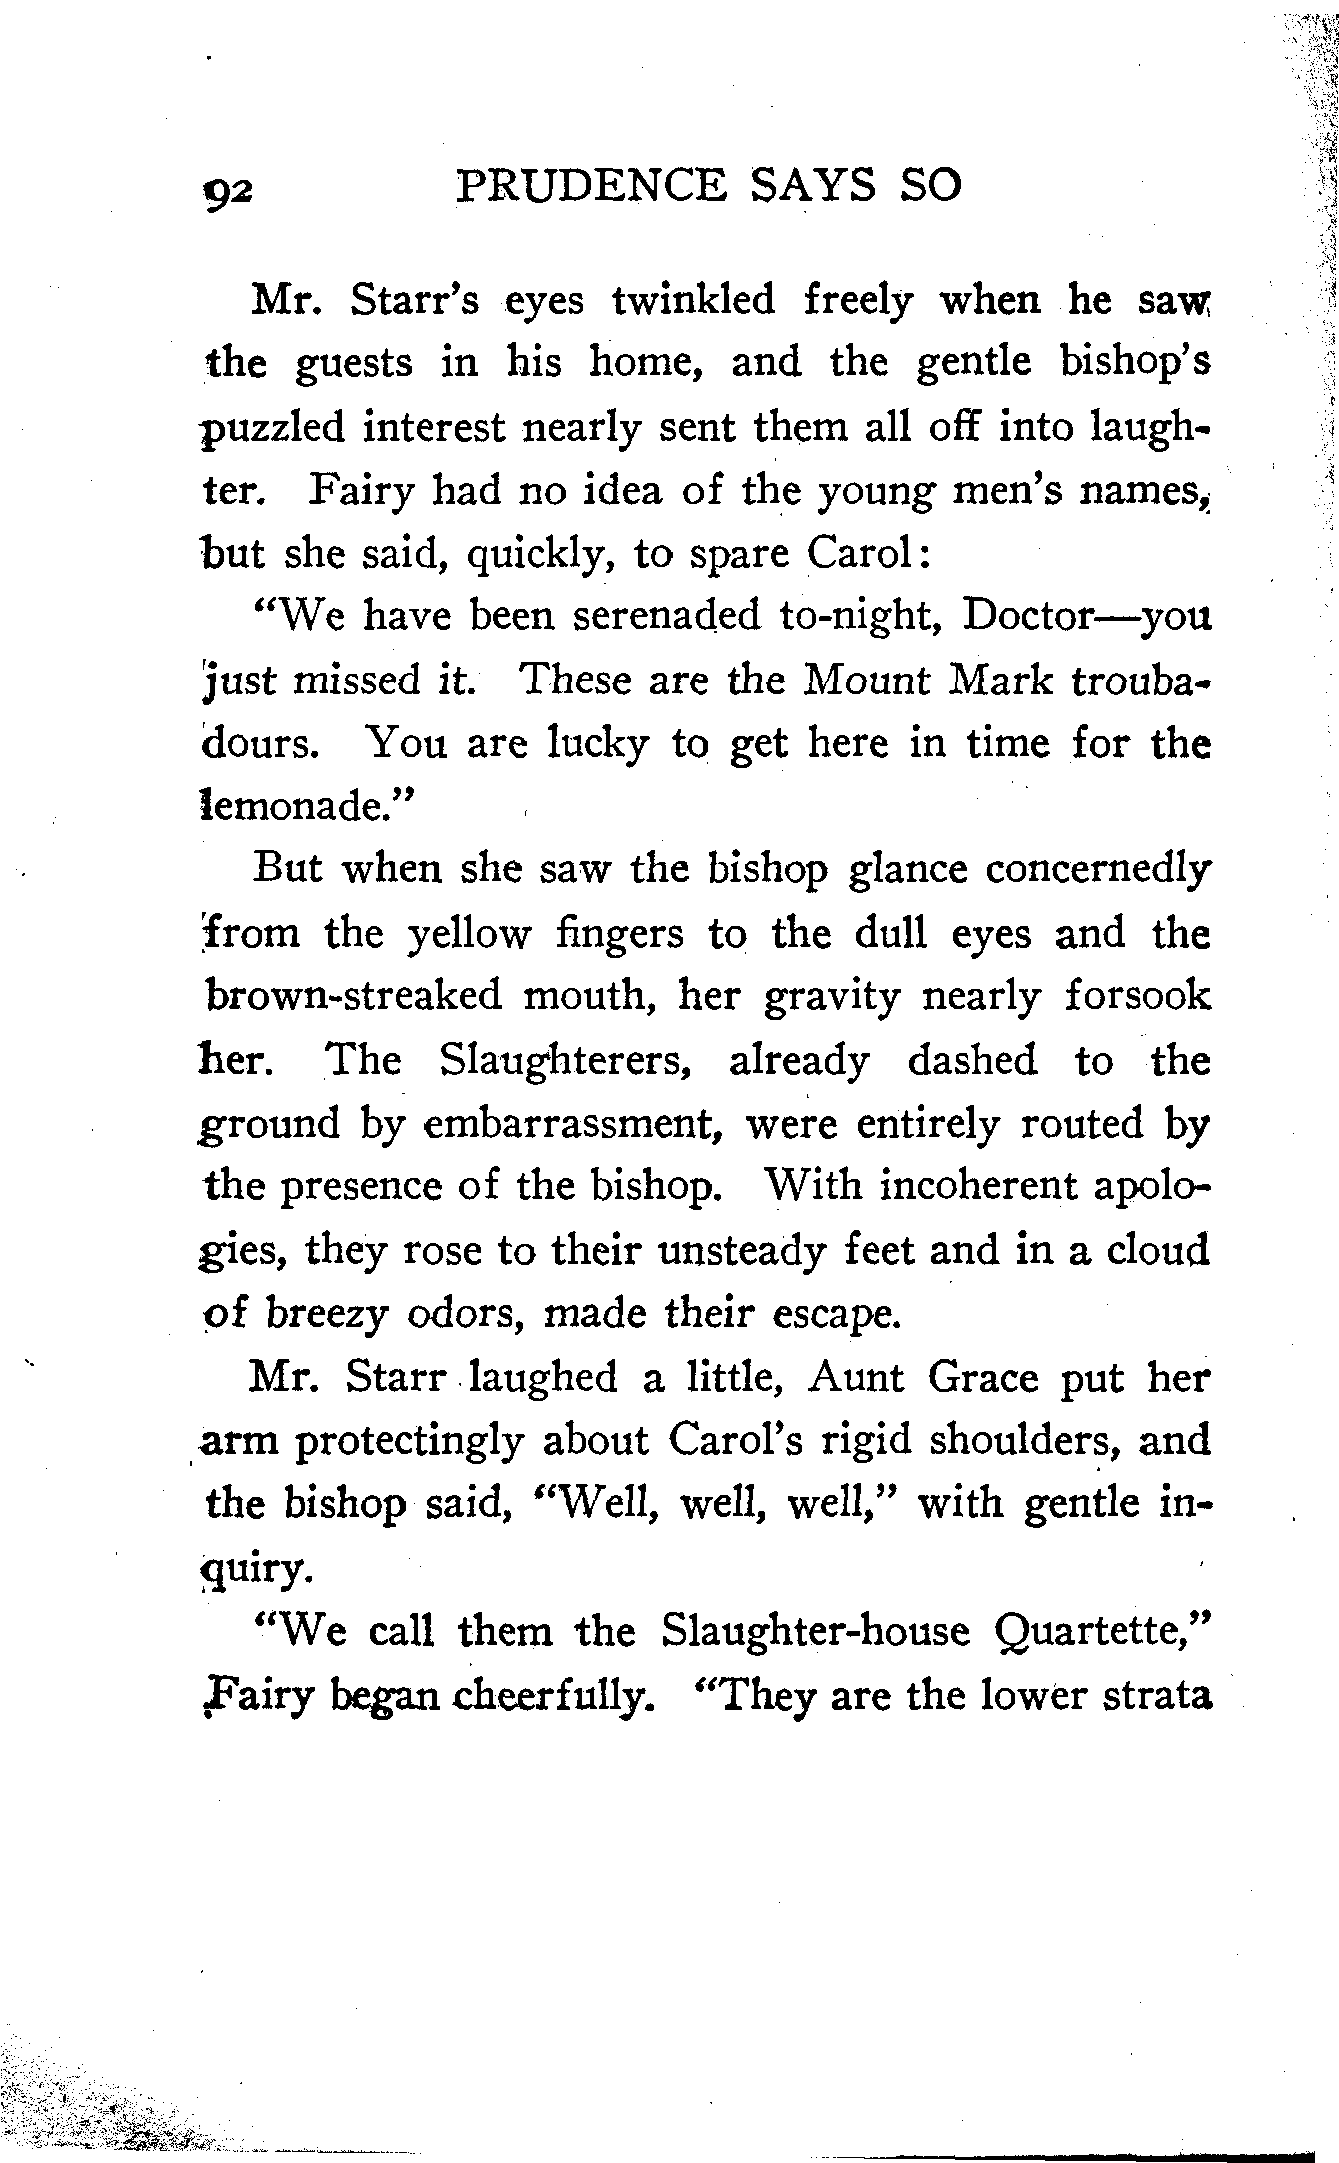 92 PRUDENCE SAYS SO
Mr. Starr's eyes twinkled freely when he saw
the guests in his home, and the gentle bishop's
puzzled interest nearly sent them all off into laugh-
ter. Fairy had no idea of the young men's names,
but she said, quickly, to spare Carol:
"We have been serenaded to-night, Doctor—you
just missed it. These are the Mount Mark trouba-
dours. You are lucky to get here in time for the
lemonade."
But when she saw the bishop glance concernedly
from the yellow fingers to the dull eyes and the
brown-streaked mouth, her gravity nearly forsook
her. The Slaughterers, already dashed to the
ground by embarrassment, were entirely routed by
the presence of the bishop. With incoherent apolo-
gies, they rose to their unsteady feet and in a cloud
of breezy odors, made their escape.
Mr. Starr laughed a little, Aunt Grace put her
arm protectingly about Carol's rigid shoulders, and
the bishop said, "Well, well, well," with gentle in-
quiry.
"We call them the Slaughter-house Quartette,"
Fairy began cheerfully. "They are the lower strata